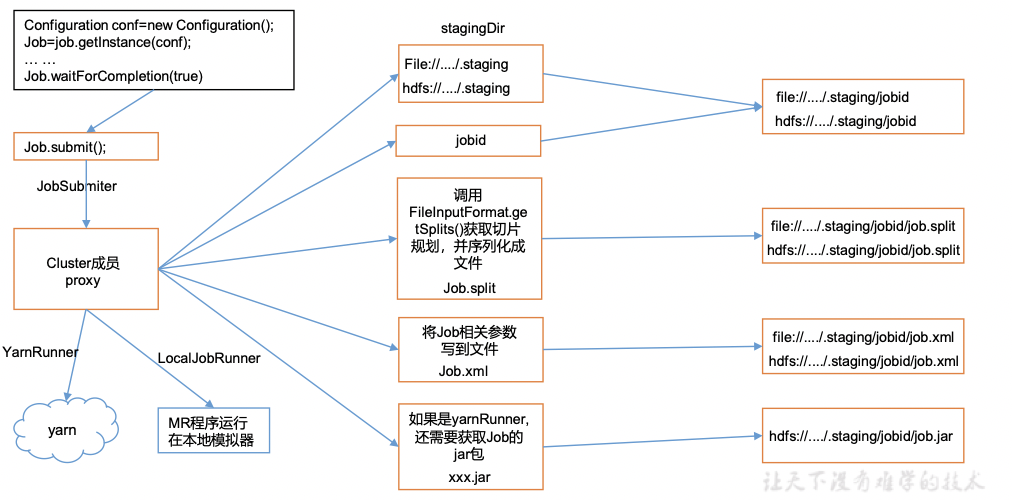 Configuration conf=new Configuration();
Job=job.getInstance(conf);
… …
Job.waitForCompletion(true)
Job.submit();
JobSubmiter
Cluster成员
proxy
YarnRunner
LocalJobRunner
yarn
MR程序运行
在本地模拟器
stagingDir
File://..../.staging
hdfs://..../.staging
jobid
file://..../.staging/jobid
hdfs://..../.staging/jobid
调用
FileInputFormat.ge
tSplits()获取切片
规划，并序列化成
文件
Job.split
file://..../.staging/jobid/job.split
hdfs://..../.staging/jobid/job.split
将Job相关参数
写到文件
Job.xml
file://..../.staging/jobid/job.xml
hdfs://..../.staging/jobid/job.xml
如果是yarnRunner,
还需要获取Job的
jar包
xxx.jar
hdfs://..../.staging/jobid/job.jar
让天下没有难学的技术